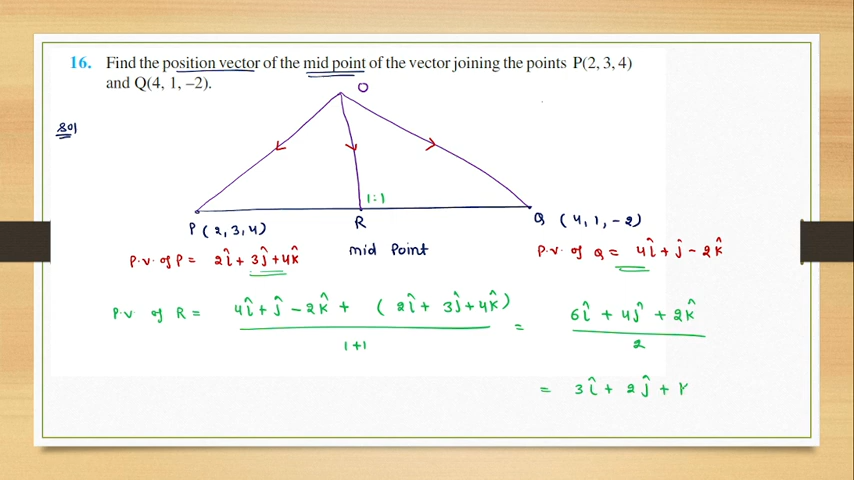 16. Find the position vector of the mid point of the vector joining the points P(2, 3, 4)
and Q(4, 1, –2).
O
Sol
1:1
P (2,3,4)
R
Q (4, 1, -2)
mid Point
P.V. of P = 2î + 3ĵ + 4k̂
P.V. of Q = 4î + ĵ - 2k̂
P.V of R = 4î + ĵ - 2k̂ + (2î + 3ĵ + 4k̂) = 6î + 4ĵ + 2k̂
1+1 2
= 3î + 2ĵ + k